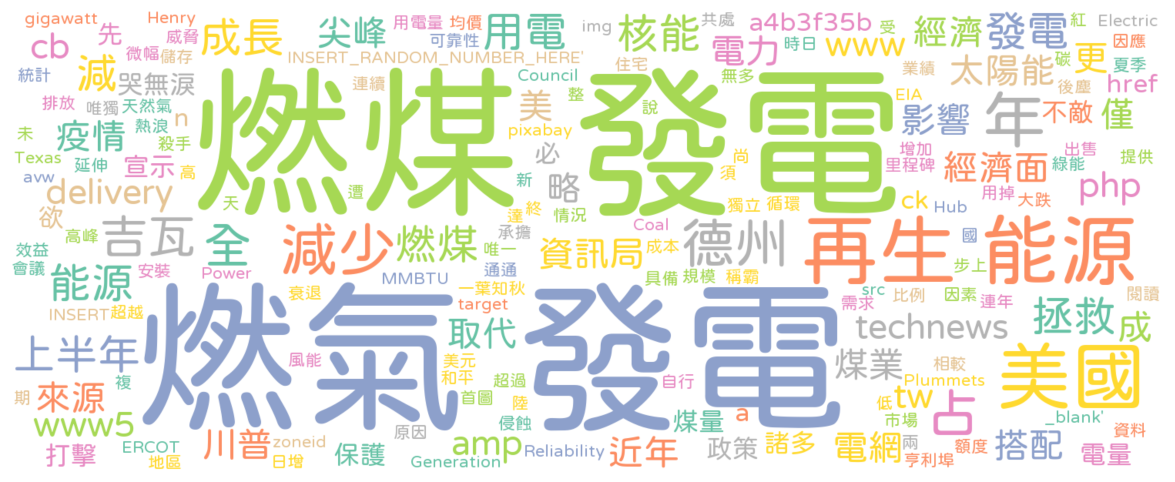 gigawatt Henry 先 威脅 成長 尖峰 用電量 均價 用電 可靠性 img 核能 共處 a4b3f35b 受 經濟 發電 紅 Electric 因應
cb 減 微幅 儲存 INSERT_RANDOM_NUMBER_HERE' 電力 時日 www 更 碳 夏季
統計 哭無淚 連續 Council 整 住宅 無多 說 業績 太陽能 後塵 href
排放 唯獨 天然氣 n 燃煤 發電 美 pixabay EIA 影響 年 不敵 僅
未 疫情 熱浪 殺手 必 增加 里程碑 經濟面 出售 綠能 提供
Texas 延伸 宣示 高 新 略 尚 須 用掉 大跌 php
avw delivery 天 遭 達 終 情況 獨立 循環 ck Hub
欲 吉瓦 全 減少 燃煤 承擔 唯一 Coal 資訊局 成本 德州 再生能源 國 步上
高峰 效益 會議 能源 安裝 Power MMBTU 通通 一葉知秋 具備 規模 稱霸 閱讀
INSERT 超越 衰退 target src 需求 比例 因素 連年 拯救 成
上半年 燃氣 發電 取代 technews 美國
複 風能 美元 和平 超過 首圖 自行 煤業 相較 Plummets
期 來源 陸 侵蝕 煤量 a tw 低 占 市場 _blank'
www5 ERCOT 川普 zoneid 原因 amp Reliability 近年 政策 諸多 電網 兩 搭配 額度 資料
打擊 地區 日增 保護 Generation 亨利埠 電量